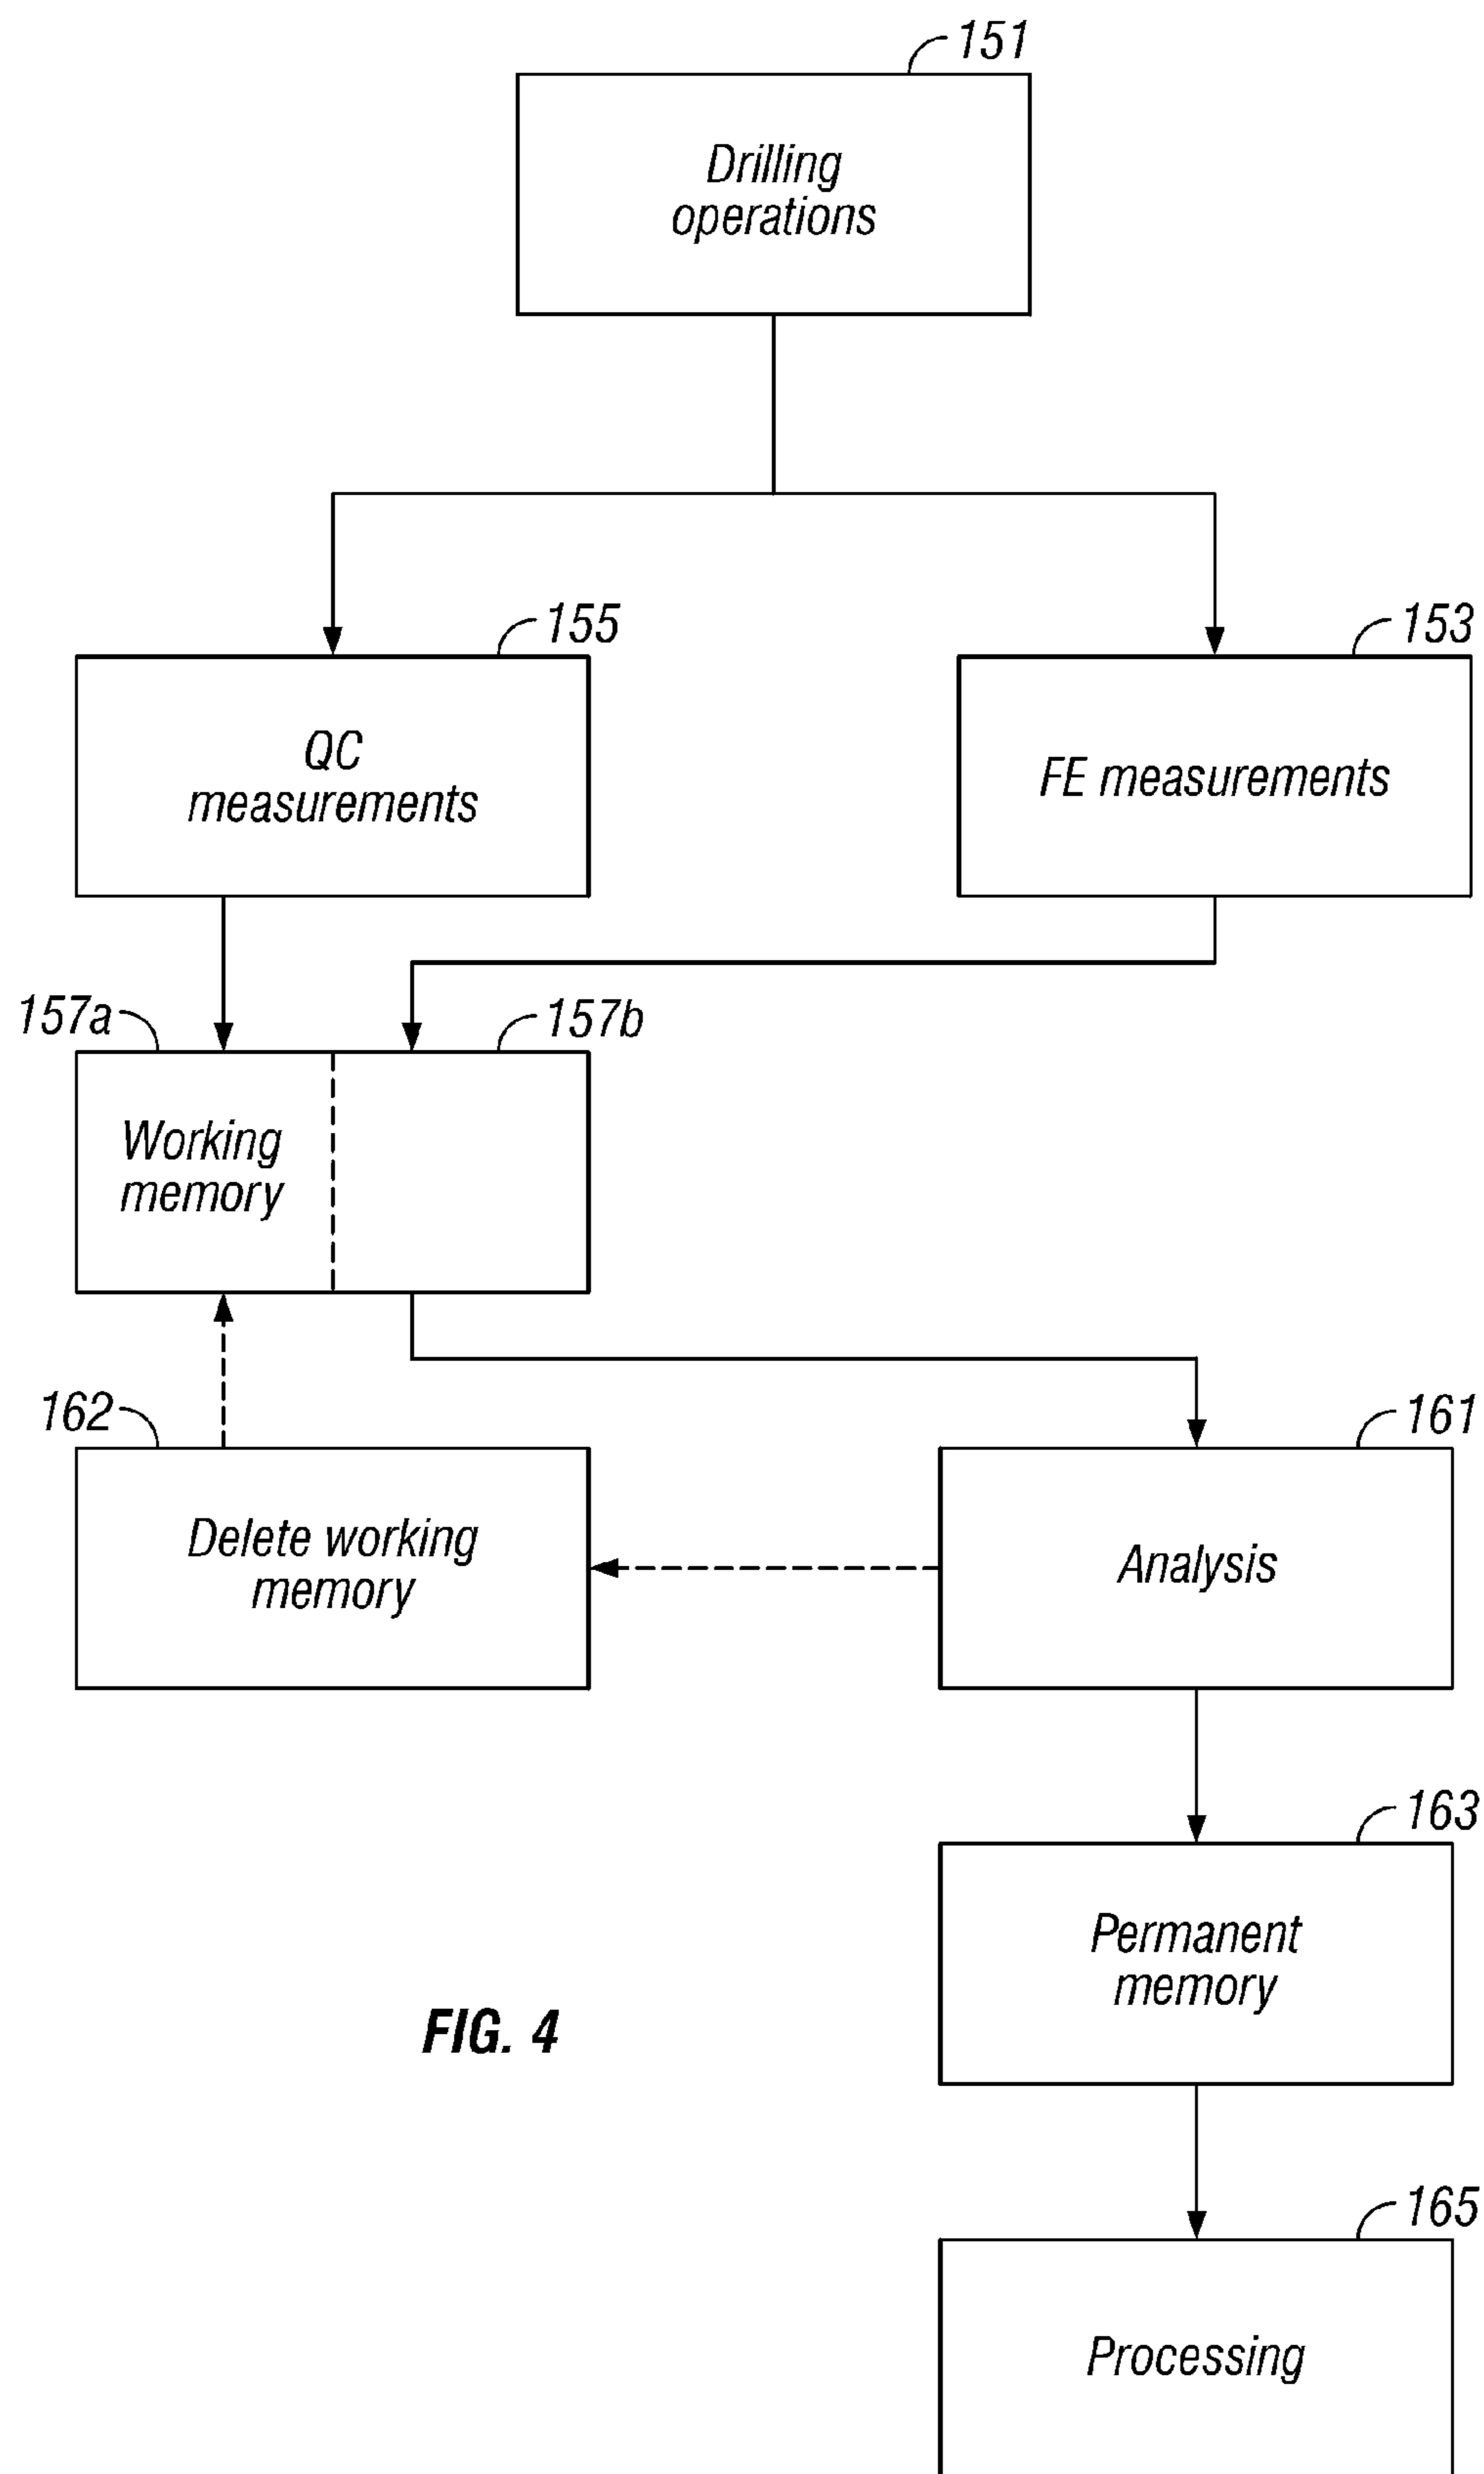 151
Drilling
operations
155
153
QC
measurements
FE measurements
157a
157b
Working
memory
162
161
Delete working
memory
Analysis
163
Permanent
memory
FIG. 4
165
Processing